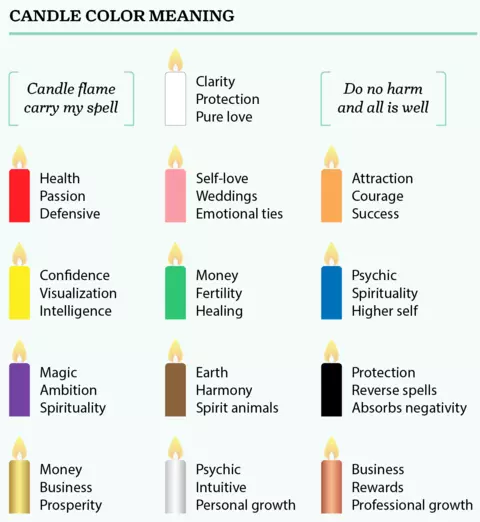 CANDLE COLOR MEANING
Candle flame
carry my spell
Clarity
Protection
Pure love
Do no harm
and all is well
Health
Passion
Defensive
Self-love
Weddings
Emotional ties
Attraction
Courage
Success
Confidence
Visualization
Intelligence
Money
Fertility
Healing
Psychic
Spirituality
Higher self
Magic
Ambition
Spirituality
Earth
Harmony
Spirit animals
Protection
Reverse spells
Absorbs negativity
Money
Business
Prosperity
Psychic
Intuitive
Personal growth
Business
Rewards
Professional growth